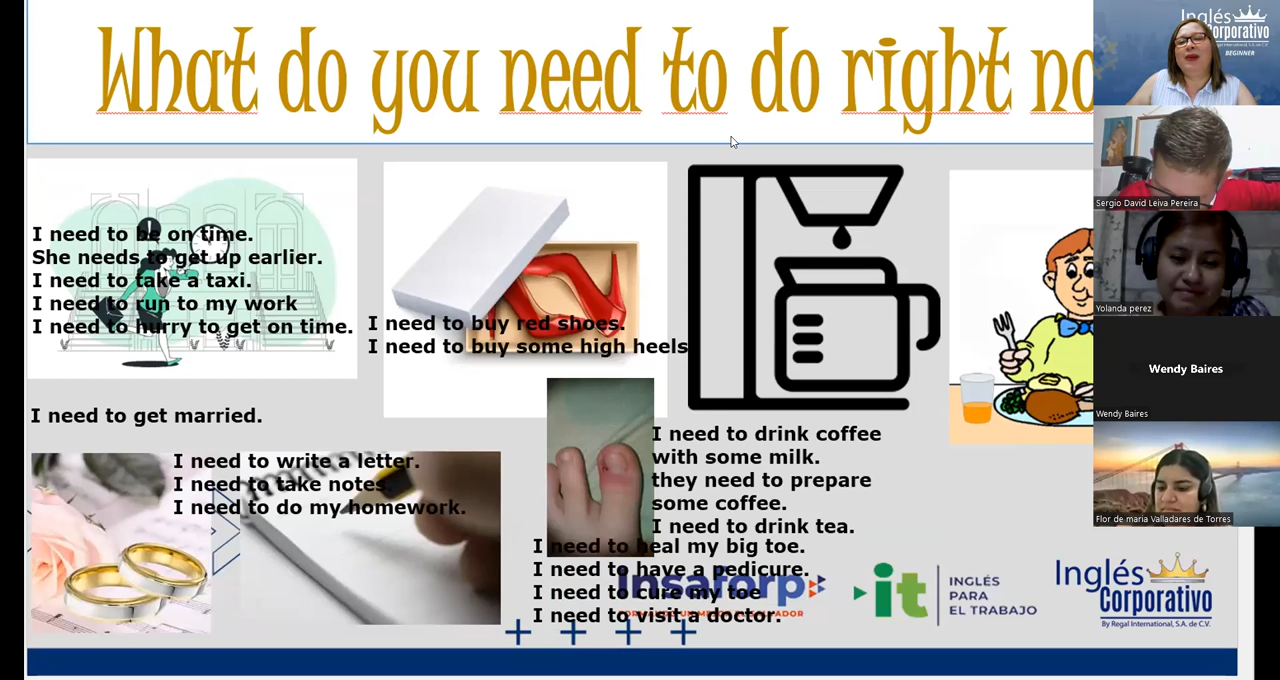 What do you need to do right no
I need to be on time.
She needs to get up earlier.
I need to take a taxi.
I need to run to my work
I need to hurry to get on time.
I need to buy red shoes.
I need to buy some high heels
I need to get married.
I need to write a letter.
I need to take notes.
I need to do my homework.
I need to drink coffee
with some milk.
they need to prepare
some coffee.
I need to drink tea.
I need to heal my big toe.
I need to have a pedicure.
I need to cure my toe
I need to visit a doctor.
Insaforp
it
INGLÉS
PARA
EL TRABAJO
Inglés
Corporativo
By Regal International, S.A. de C.V.
Inglés
Corporativo
BEGINNER
Sergio David Leiva Pereira
Yolanda perez
Wendy Baires
Wendy Baires
Flor de maria Valladares de Torres